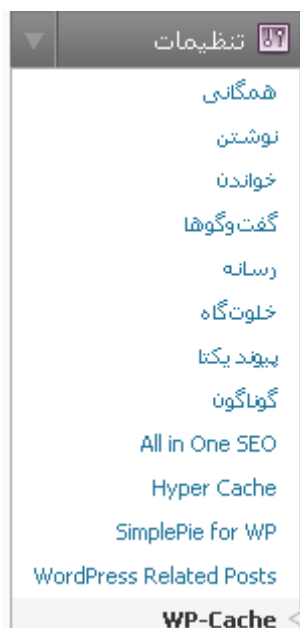 تنظیمات
همگانی
نوشتن
خواندن
گفت‌وگوها
رسانه
خلوت‌گاه
پیوند یکتا
گوناگون
All in One SEO
Hyper Cache
SimplePie for WP
WordPress Related Posts
WP-Cache